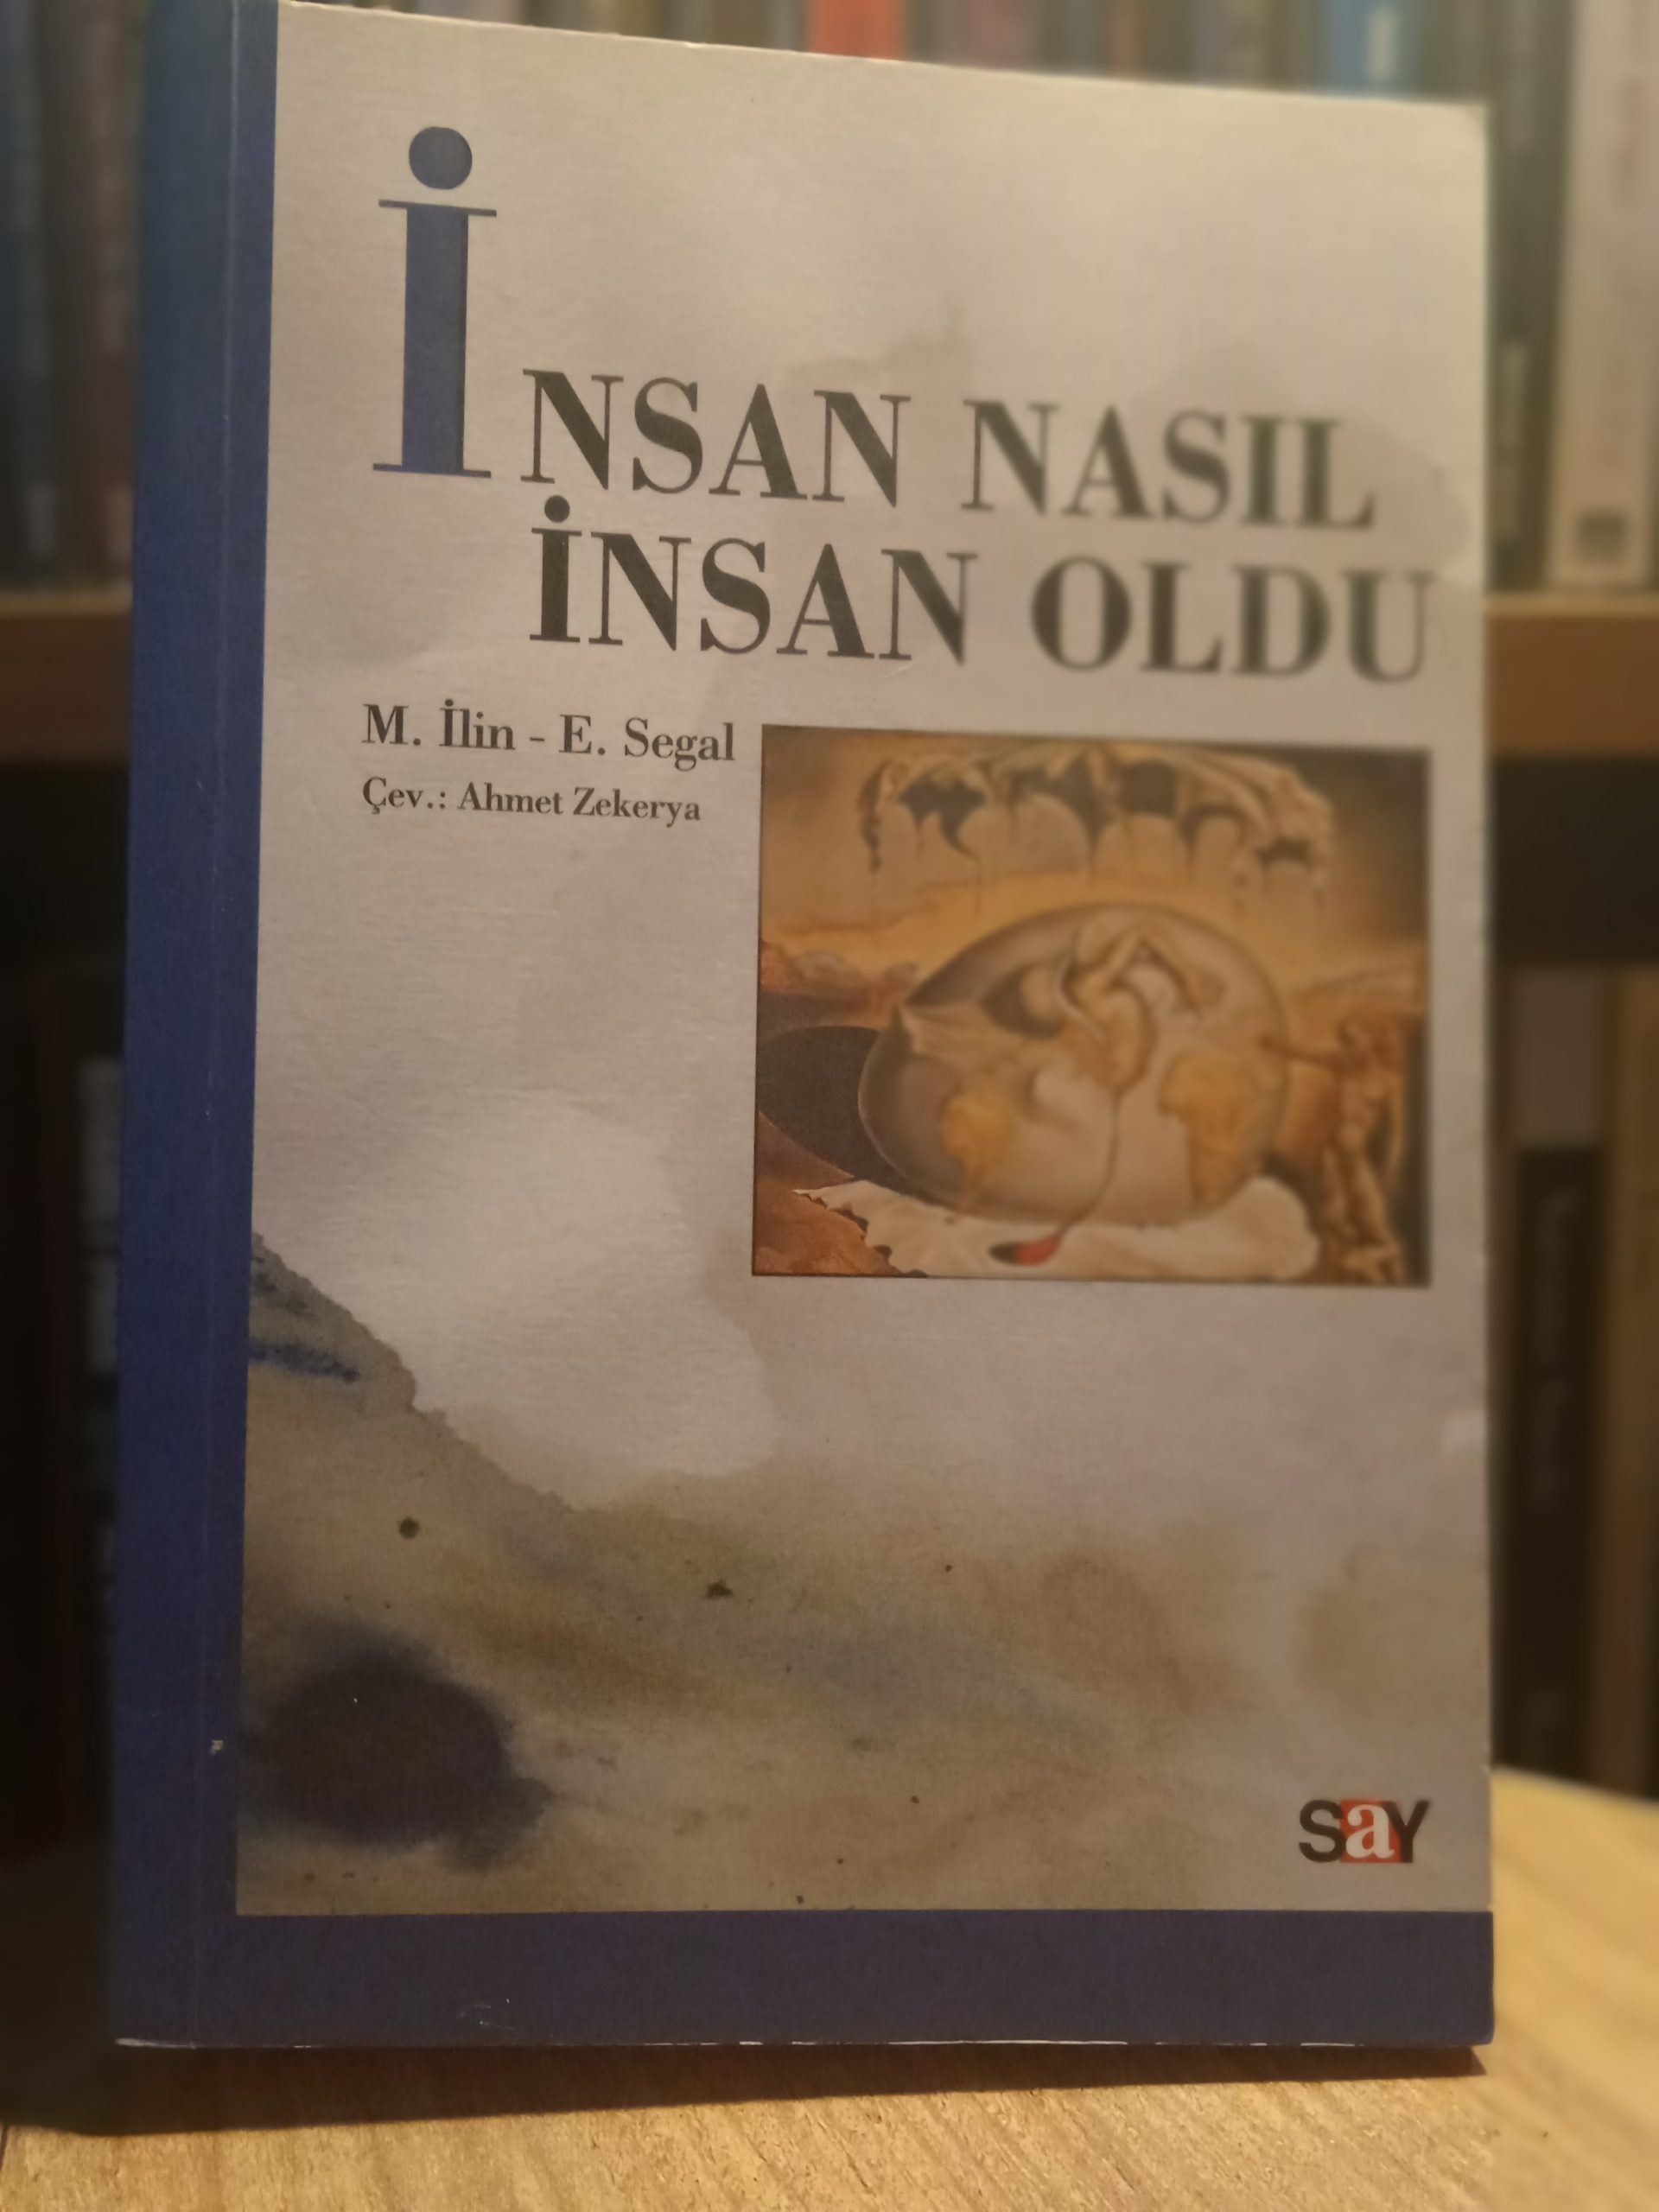 İNSAN NASIL
İNSAN OLDU
M. İlin - E. Segal
Çev.: Ahmet Zekerya
SaY